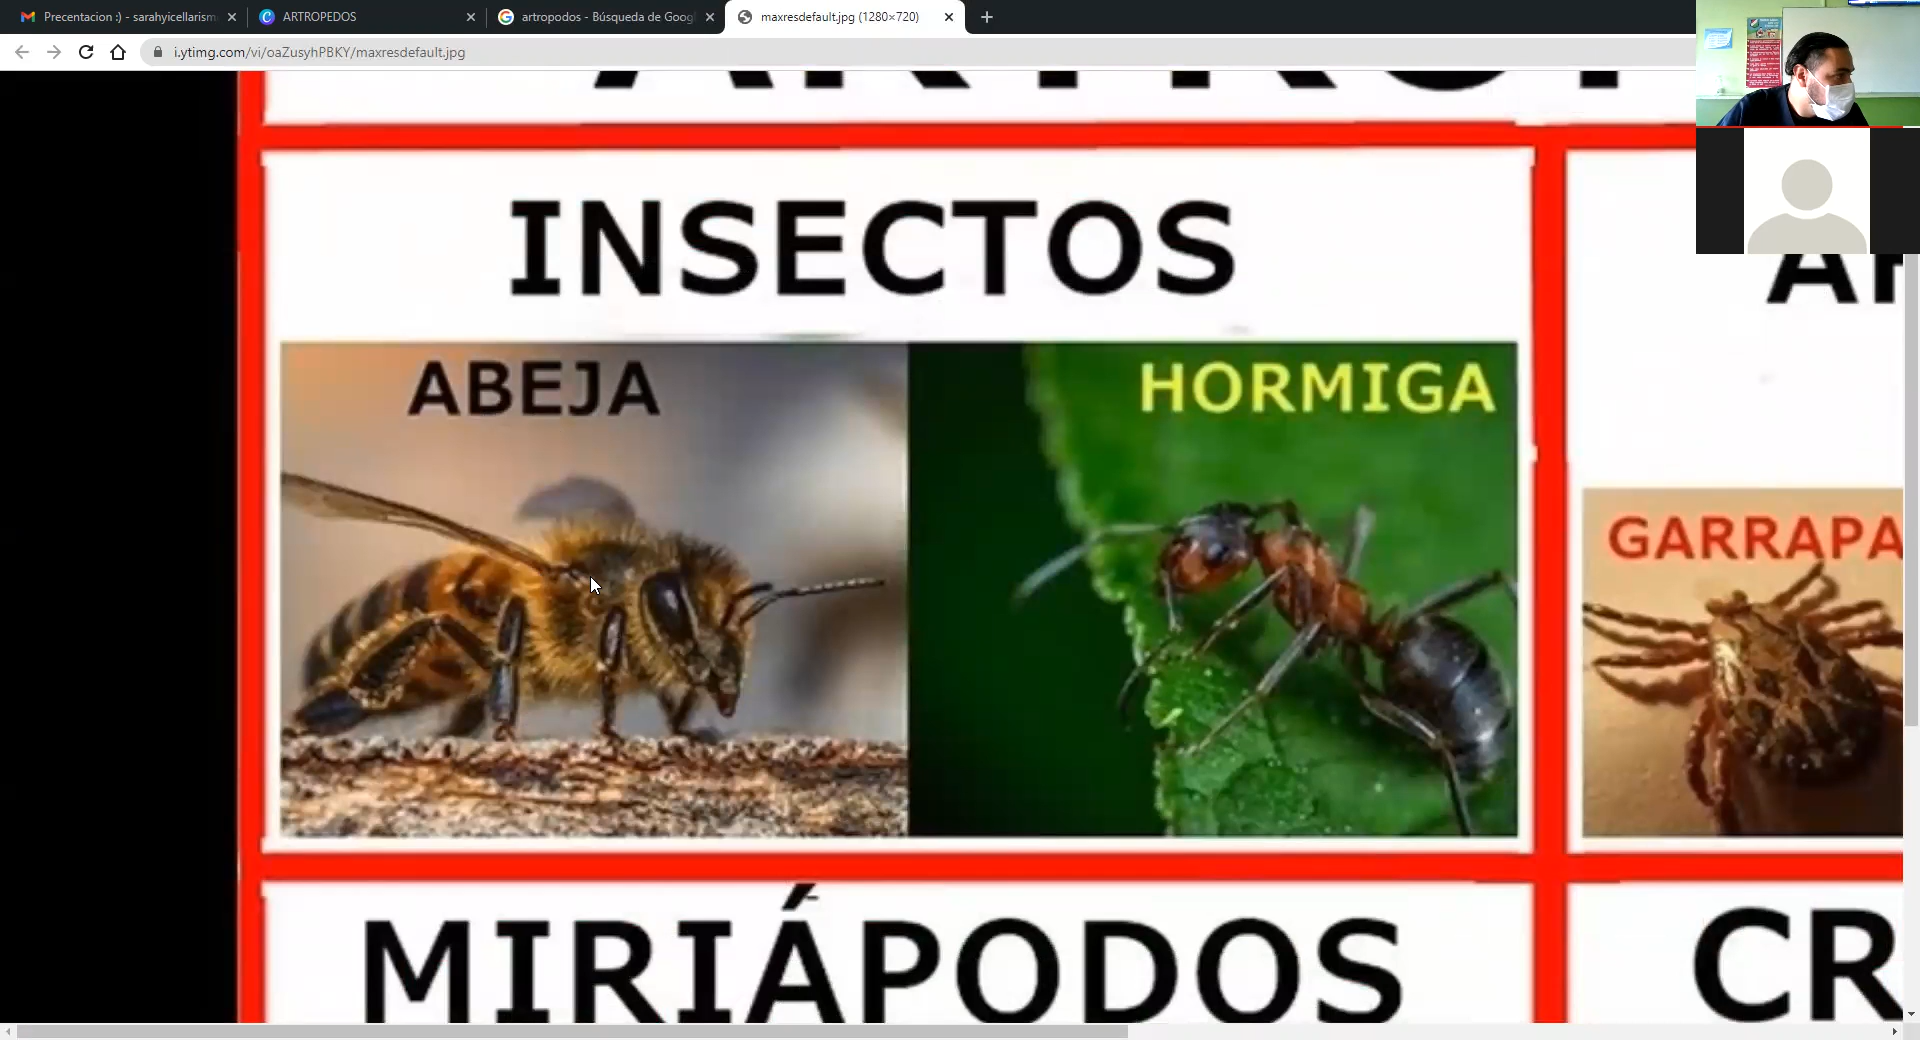 Precentacion :) - sarahyicellarism
ARTROPEDOS
artropodos - Búsqueda de Goog
maxresdefault.jpg (1280×720)
i.ytimg.com/vi/oaZusyhPBKY/maxresdefault.jpg
INSECTOS
ABEJA
HORMIGA
GARRAPA
MIRIÁPODOS
CR